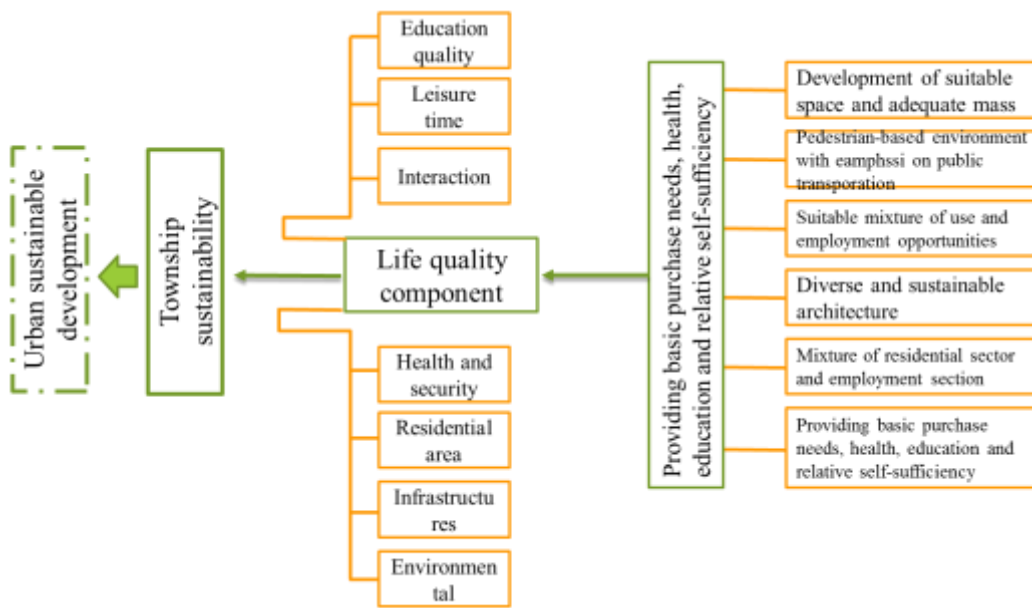 Urban sustainable
development
Township
sustainability
Education
quality
Leisure
time
Interaction
Life quality
component
Health and
security
Residential
area
Infrastructu
res
Environmen
tal
Providing basic purchase needs, health,
education and relative self-sufficiency
Development of suitable
space and adequate mass
Pedestrian-based environment
with eamphssi on public
transporation
Suitable mixture of use and
employment opportunities
Diverse and sustainable
architecture
Mixture of residential sector
and employment section
Providing basic purchase
needs, health, education and
relative self-sufficiency